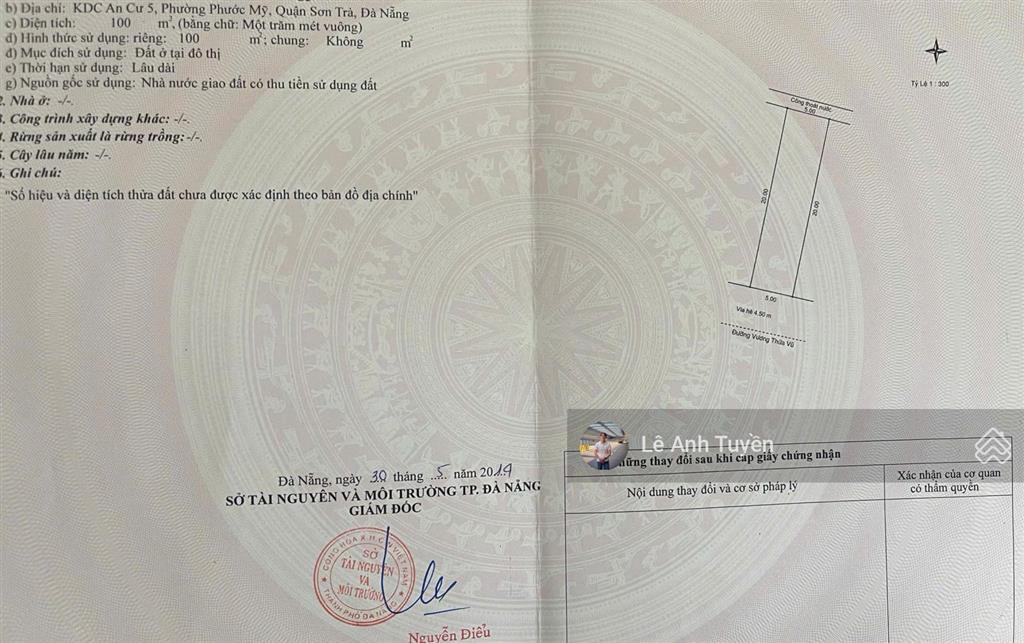 b) Địa chỉ: KDC An Cư 5, Phường Phước Mỹ, Quận Sơn Trà, Đà Nẵng
c) Diện tích: 100 m², (bằng chữ: Một trăm mét vuông)
d) Hình thức sử dụng: riêng: 100 m²; chung: Không m²
đ) Mục đích sử dụng: Đất ở tại đô thị
e) Thời hạn sử dụng: Lâu dài
g) Nguồn gốc sử dụng: Nhà nước giao đất có thu tiền sử dụng đất
2. Nhà ở: -/-.
3. Công trình xây dựng khác: -/-.
4. Rừng sản xuất là rừng trồng: -/-.
5. Cây lâu năm: -/-.
6. Ghi chú:
"Số hiệu và diện tích thửa đất chưa được xác định theo bản đồ địa chính"
Đà Nẵng, ngày 30 tháng 5 năm 2019
SỞ TÀI NGUYÊN VÀ MÔI TRƯỜNG TP. ĐÀ NẴNG
GIÁM ĐỐC
CỘNG HÒA X.H.C.N VIỆT NAM
SỞ
TÀI NGUYÊN
VÀ
MÔI TRƯỜNG
THÀNH PHỐ ĐÀ NẴNG
Nguyễn Điểu
Tỷ Lệ 1 : 300
Cống thoát nước
5.00
20.00
20.00
5.00
Vỉa hè 4.50 m
Đường Vương Thừa Vũ
Lê Anh Tuyền
những thay đổi sau khi cấp giấy chứng nhận
Nội dung thay đổi và cơ sở pháp lý
Xác nhận của cơ quan
có thẩm quyền